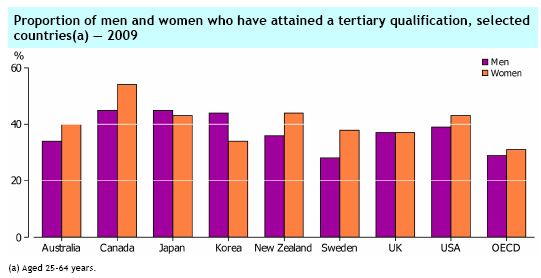 Proportion of men and women who have attained a tertiary qualification, selected
countries(a) — 2009
%
Men
Women
60
40
20
0
Australia Canada Japan Korea New Zealand Sweden UK USA OECD
(a) Aged 25-64 years.